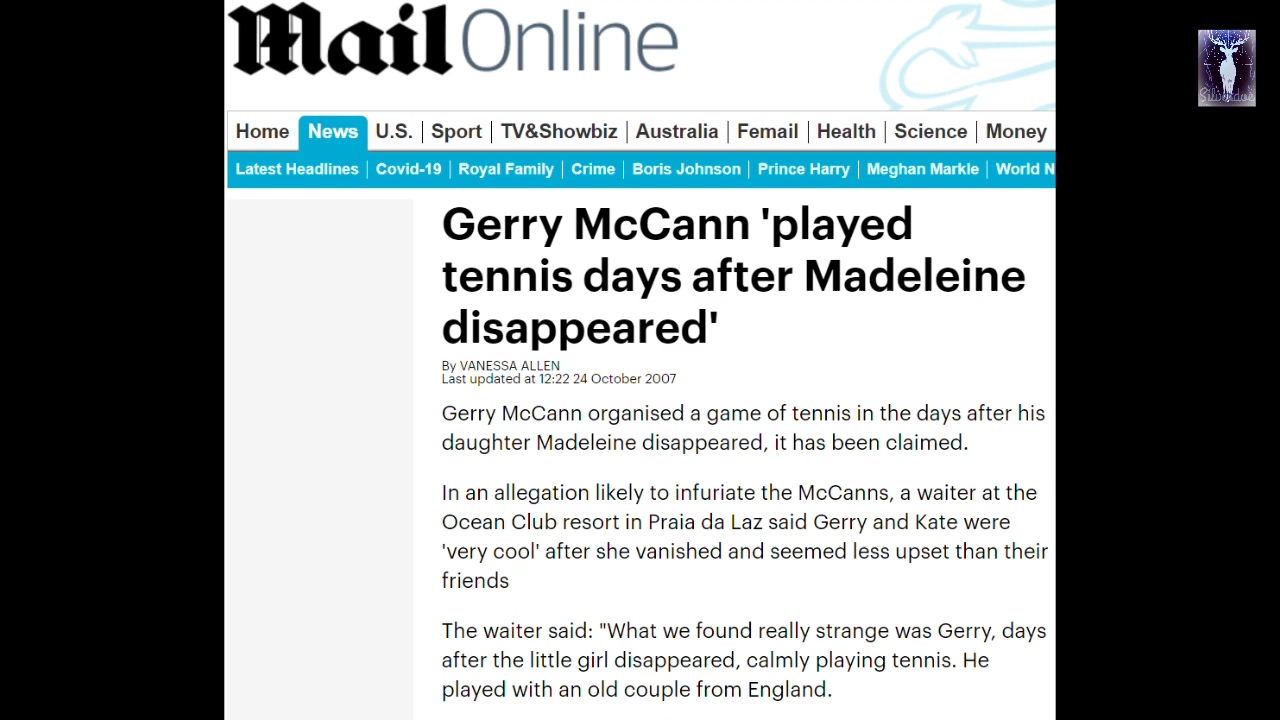 Mail Online
Home News U.S. Sport TV&Showbiz Australia Femail Health Science Money
Latest Headlines Covid-19 Royal Family Crime Boris Johnson Prince Harry Meghan Markle World N
Gerry McCann 'played
tennis days after Madeleine
disappeared'
By VANESSA ALLEN
Last updated at 12:22 24 October 2007
Gerry McCann organised a game of tennis in the days after his
daughter Madeleine disappeared, it has been claimed.
In an allegation likely to infuriate the McCanns, a waiter at the
Ocean Club resort in Praia da Laz said Gerry and Kate were
'very cool' after she vanished and seemed less upset than their
friends
The waiter said: "What we found really strange was Gerry, days
after the little girl disappeared, calmly playing tennis. He
played with an old couple from England.